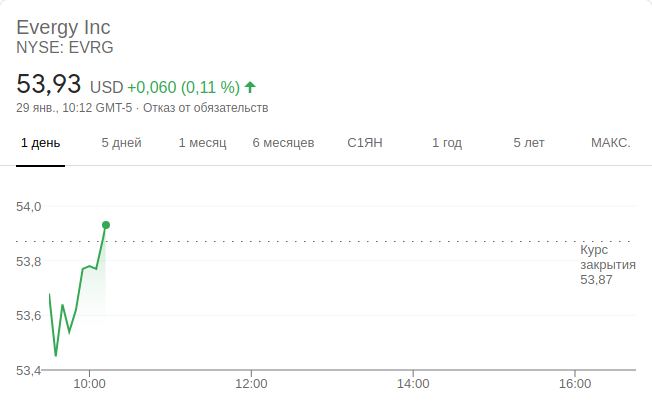 Evergy Inc
NYSE: EVRG
53,93 USD +0,060 (0,11 %)
29 янв., 10:12 GMT-5 · Отказ от обязательств
1 день 5 дней 1 месяц 6 месяцев С1ЯН 1 год 5 лет МАКС.
54,0
Курс
закрытия
53,87
53,8
53,6
53,4
10:00 12:00 14:00 16:00